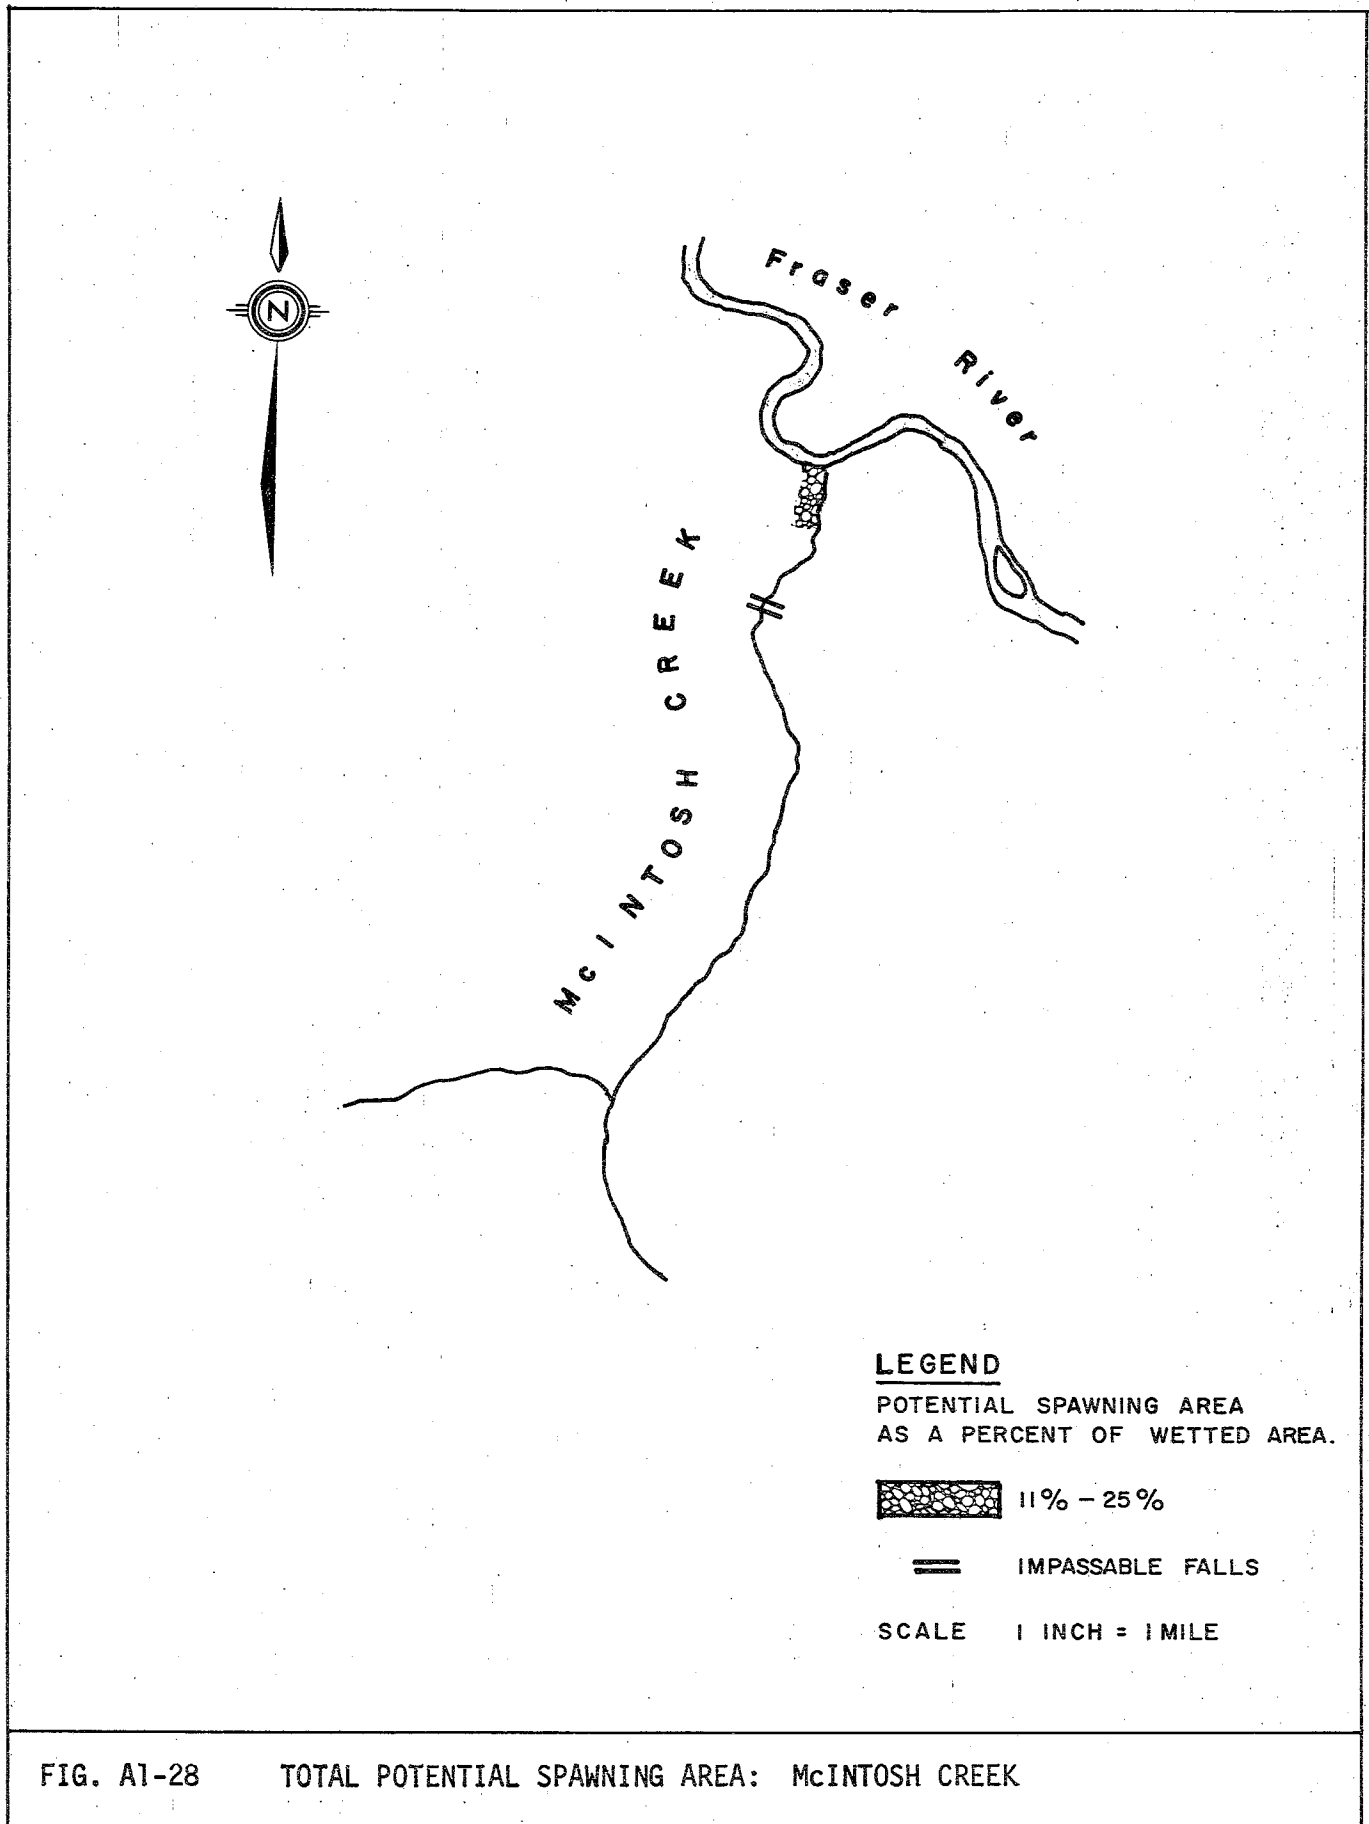 N
Fraser River
McINTOSH CREEK
LEGEND
POTENTIAL SPAWNING AREA
AS A PERCENT OF WETTED AREA.
11% – 25%
IMPASSABLE FALLS
SCALE 1 INCH = 1 MILE
FIG. A1-28 TOTAL POTENTIAL SPAWNING AREA: McINTOSH CREEK